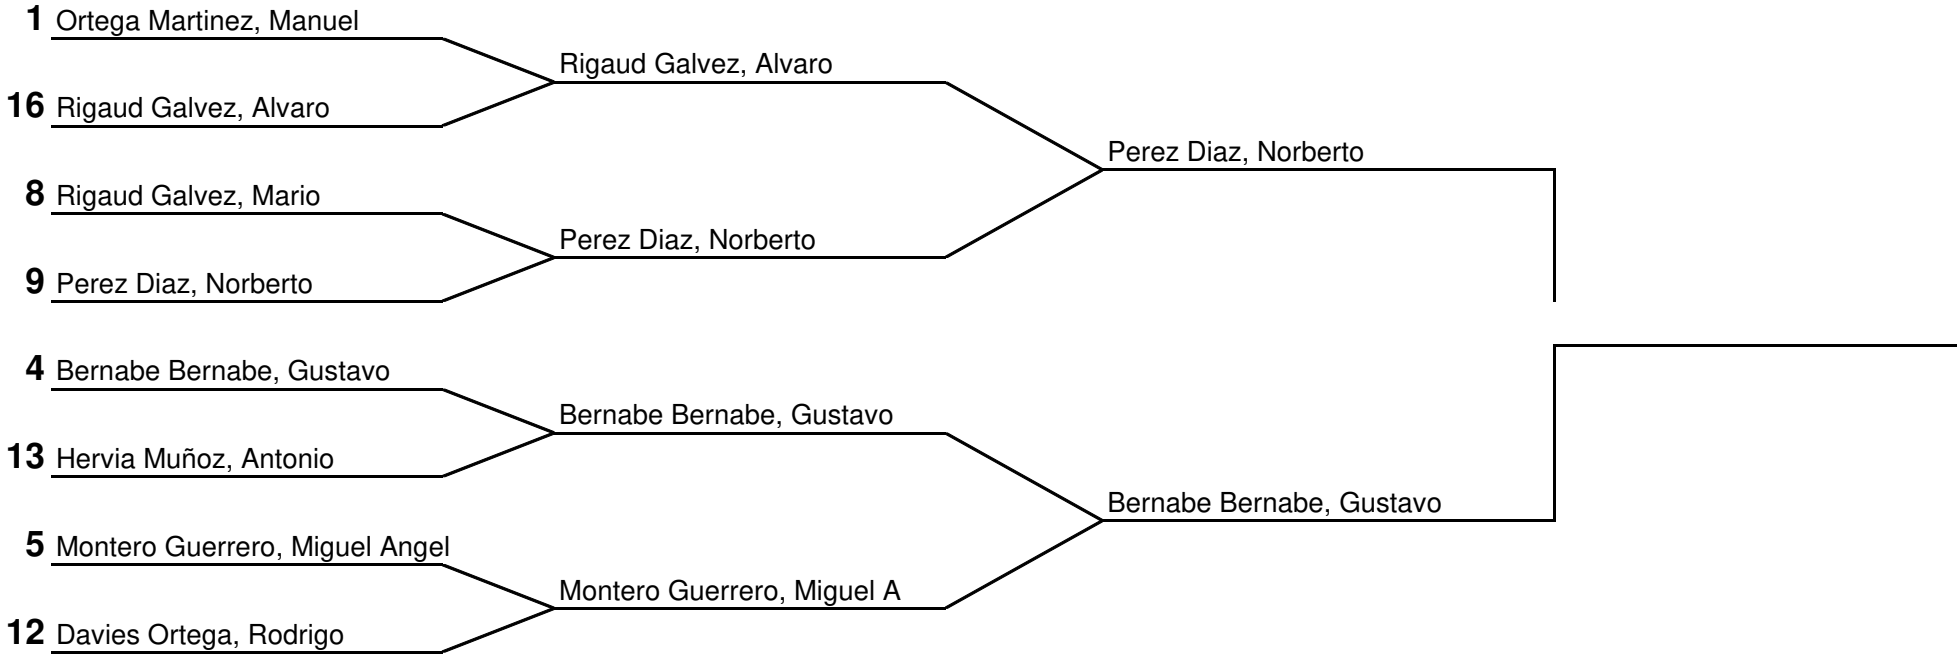 1 Ortega Martinez, Manuel
Rigaud Galvez, Alvaro
16 Rigaud Galvez, Alvaro
Perez Diaz, Norberto
8 Rigaud Galvez, Mario
Perez Diaz, Norberto
9 Perez Diaz, Norberto
4 Bernabe Bernabe, Gustavo
Bernabe Bernabe, Gustavo
13 Hervia Muñoz, Antonio
Bernabe Bernabe, Gustavo
5 Montero Guerrero, Miguel Angel
Montero Guerrero, Miguel A
12 Davies Ortega, Rodrigo